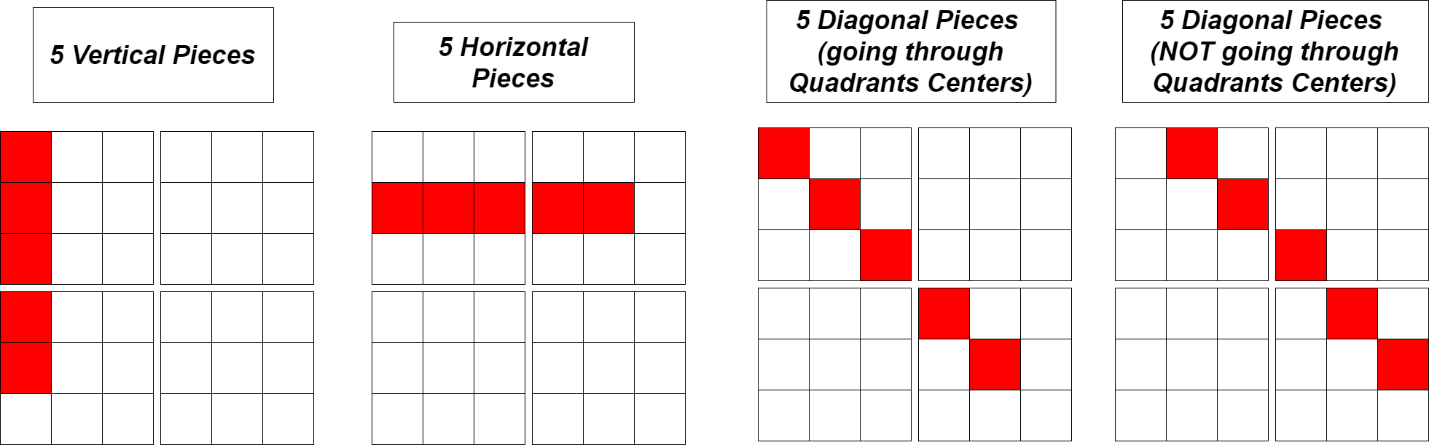 5 Vertical Pieces
5 Horizontal
Pieces
5 Diagonal Pieces
(going through
Quadrants Centers)
5 Diagonal Pieces
(NOT going through
Quadrants Centers)